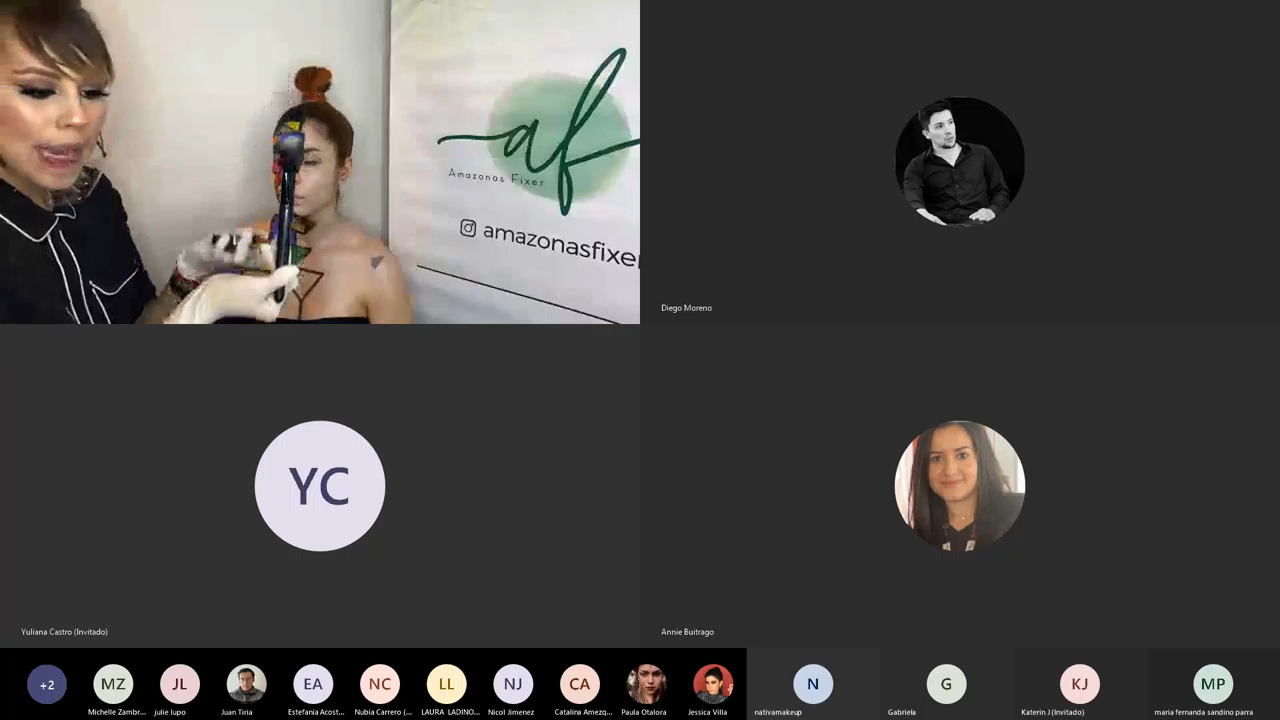 af
Amazonas Fixer
amazonasfixe
Diego Moreno
YC
Yuliana Castro (Invitado)
Annie Buitrago
+2
MZ
JL
EA
NC
LL
NJ
CA
N
G
KJ
MP
Michelle Zambr...
julie lupo
Juan Tiria
Estefania Acost...
Nubia Carrero (...
LAURA LADINO...
Nicol Jimenez
Catalina Amezq...
Paula Otalora
Jessica Villa
nativamakeup
Gabriela
Katerin J (Invitado)
maria fernanda sandino parra